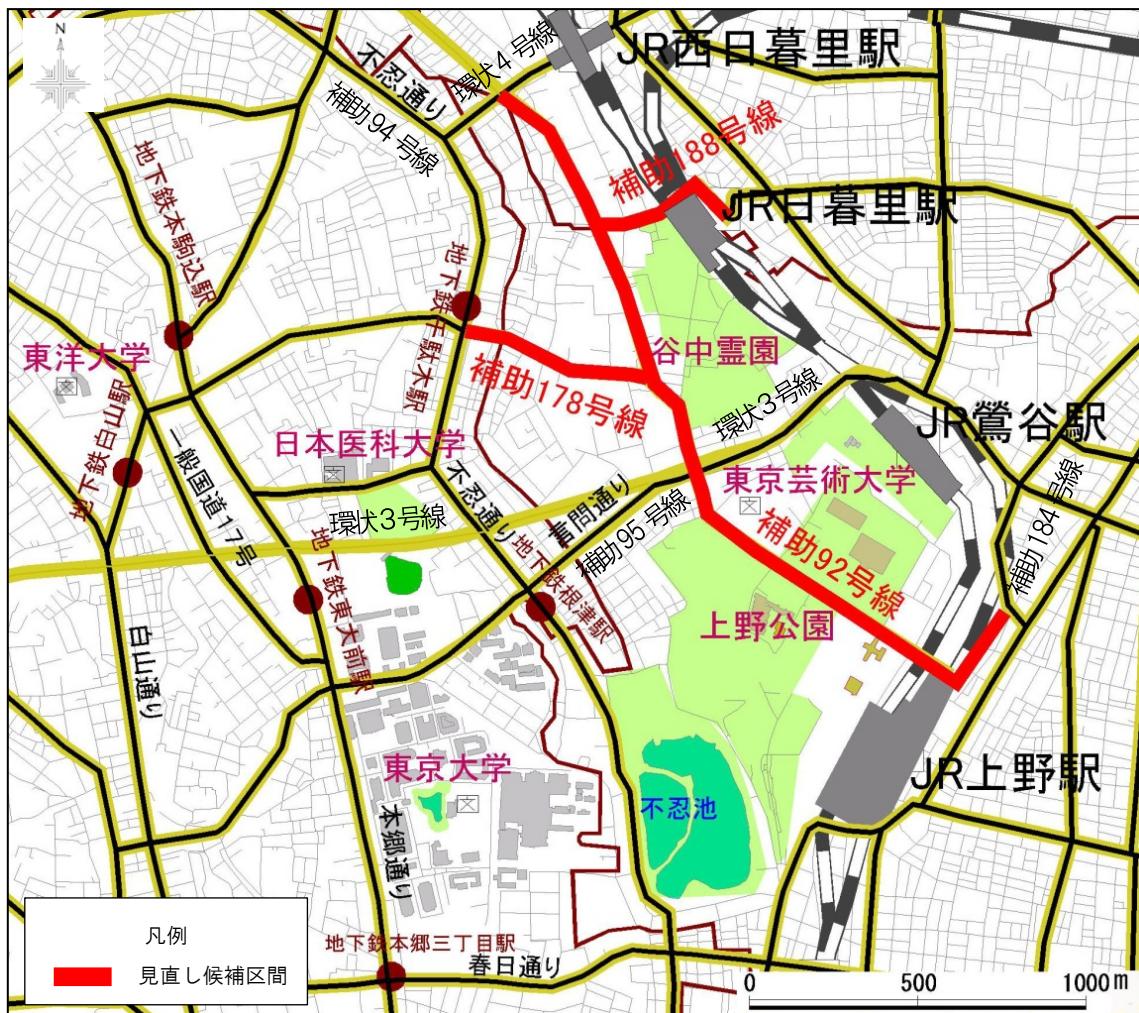 N
JR西日暮里駅
環状4号線
不忍通り
補助94号線
補助188号線
JR日暮里駅
地下鉄本駒込駅
地下鉄千駄木駅
東洋大学
谷中霊園
補助178号線
地下鉄白山駅
環状3号線
JR鶯谷駅
日本医科大学
一般国道17号
不忍通り
言問通り
東京芸術大学
環状3号線
補助95号線
補助184号線
地下鉄東大前駅
地下鉄根津駅
補助92号線
上野公園
白山通り
東京大学
JR上野駅
本郷通り
不忍池
凡例
見直し候補区間
地下鉄本郷三丁目駅
春日通り
0 500 1000m